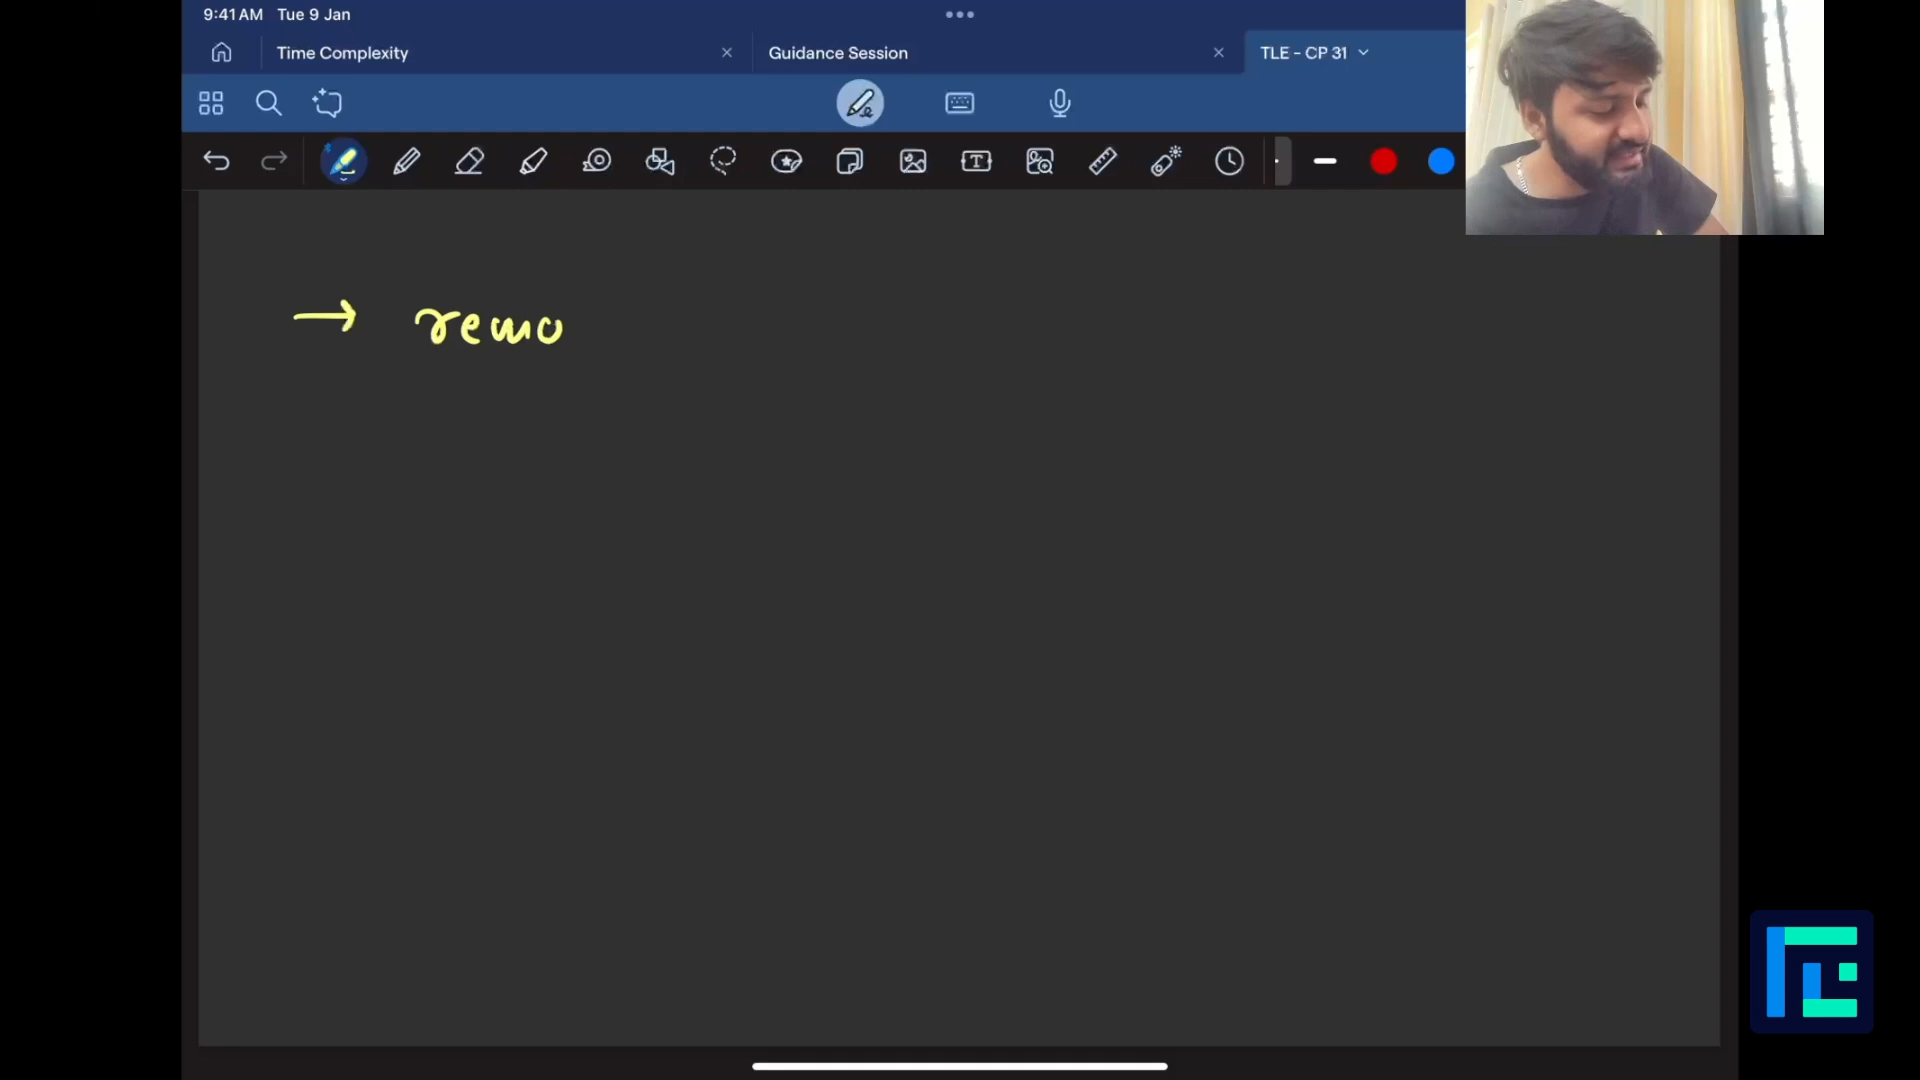 9:41 AM Tue 9 Jan
Time Complexity Guidance Session TLE - CP 31
→ remo